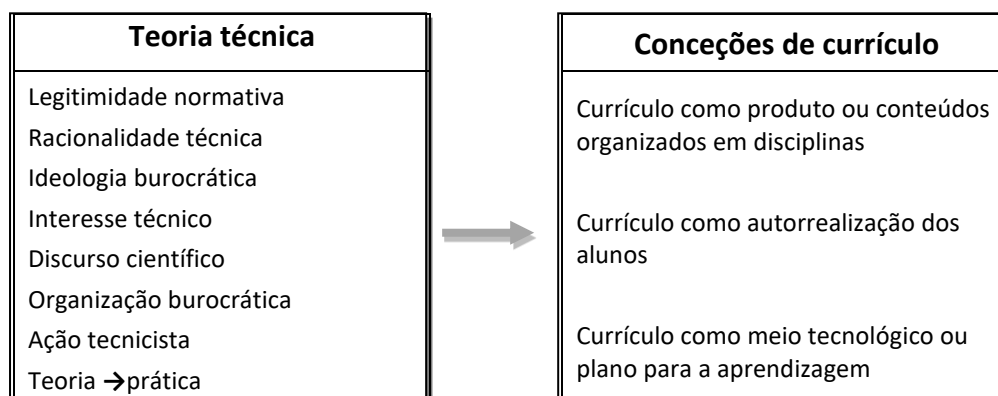 Teoria técnica
Legitimidade normativa
Racionalidade técnica
Ideologia burocrática
Interesse técnico
Discurso científico
Organização burocrática
Ação tecnicista
Teoria →prática
Conceções de currículo
Currículo como produto ou conteúdos
organizados em disciplinas
Currículo como autorrealização dos
alunos
Currículo como meio tecnológico ou
plano para a aprendizagem